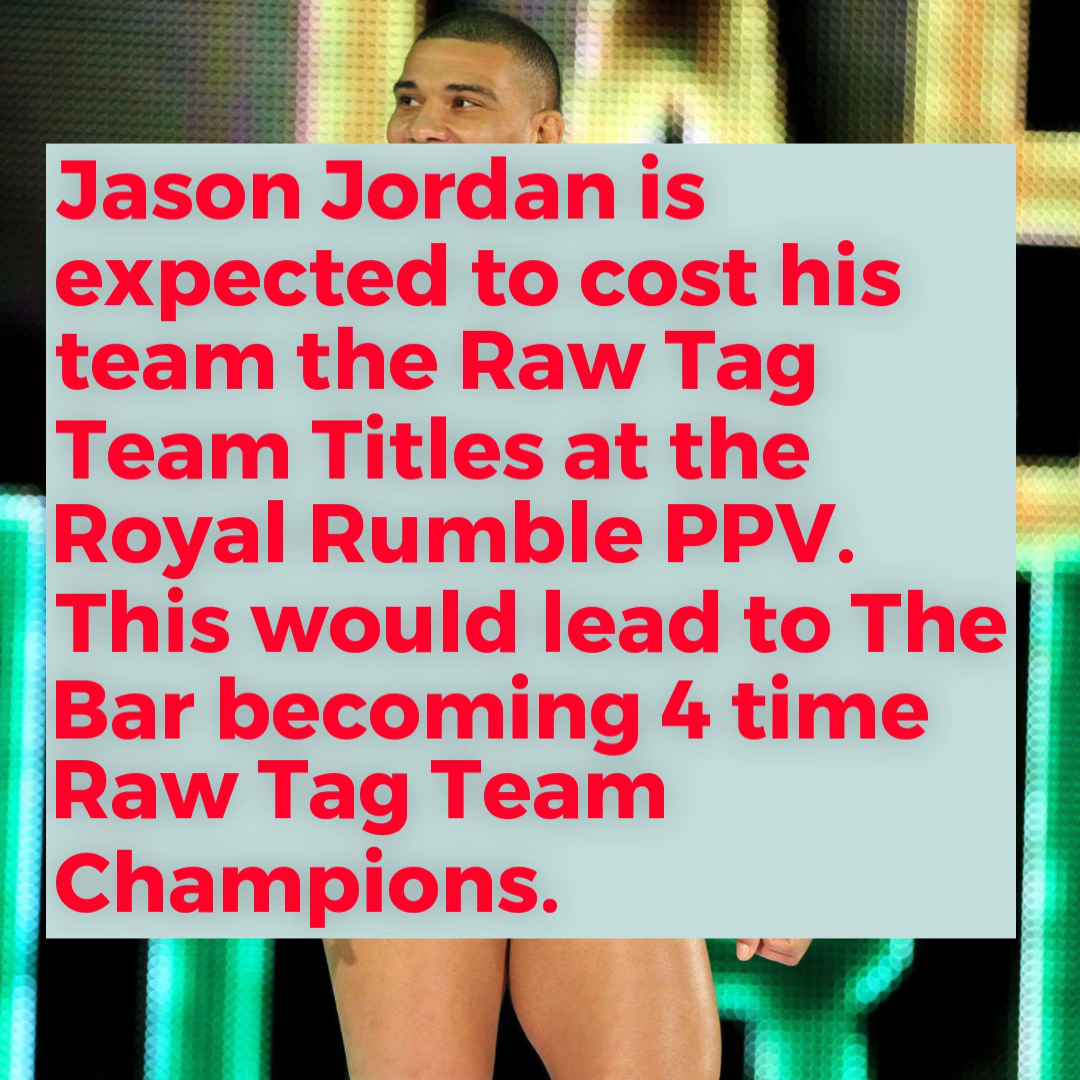 Jason Jordan is
expected to cost his
team the Raw Tag
Team Titles at the
Royal Rumble PPV.
This would lead to The
Bar becoming 4 time
Raw Tag Team
Champions.